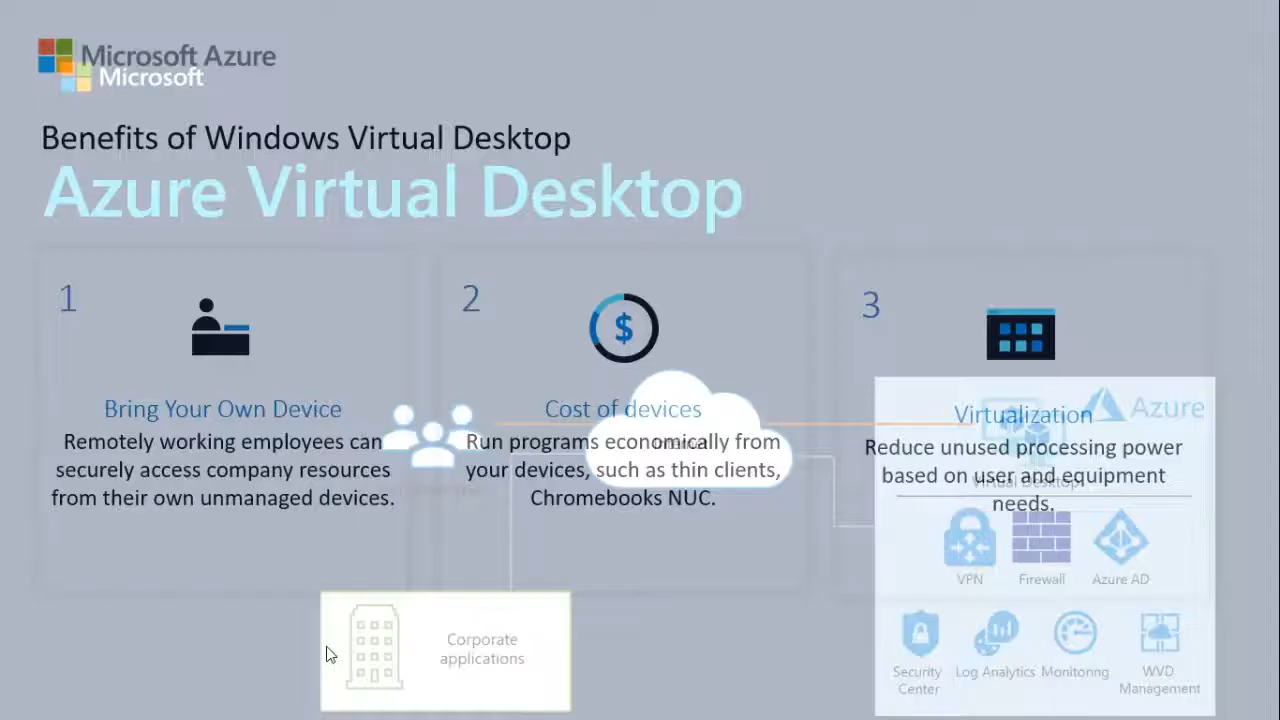 Microsoft Azure
Microsoft
Benefits of Windows Virtual Desktop
Azure Virtual Desktop
1
Bring Your Own Device
Remotely working employees can
securely access company resources
from their own unmanaged devices.
2
$
Cost of devices
Run programs economically from
your devices, such as thin clients,
Chromebooks NUC.
3
Virtualization
Reduce unused processing power
based on user and equipment
needs.
Azure
Virtual Desktop
VPN
Firewall
Azure AD
Security
Center
Log Analytics
Monitoring
WVD
Management
Corporate
applications